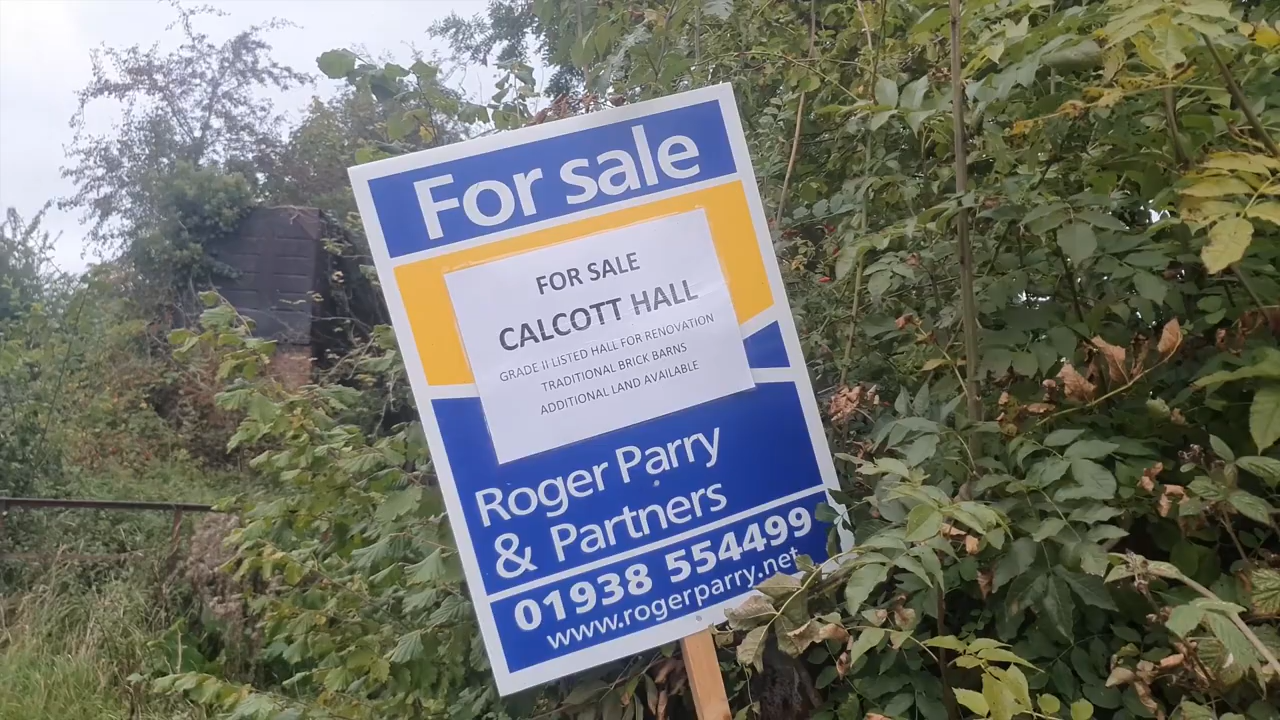 For sale
FOR SALE
CALCOTT HALL
GRADE II LISTED HALL FOR RENOVATION
TRADITIONAL BRICK BARNS
ADDITIONAL LAND AVAILABLE
Roger Parry
& Partners
01938 554499
www.rogerparry.net